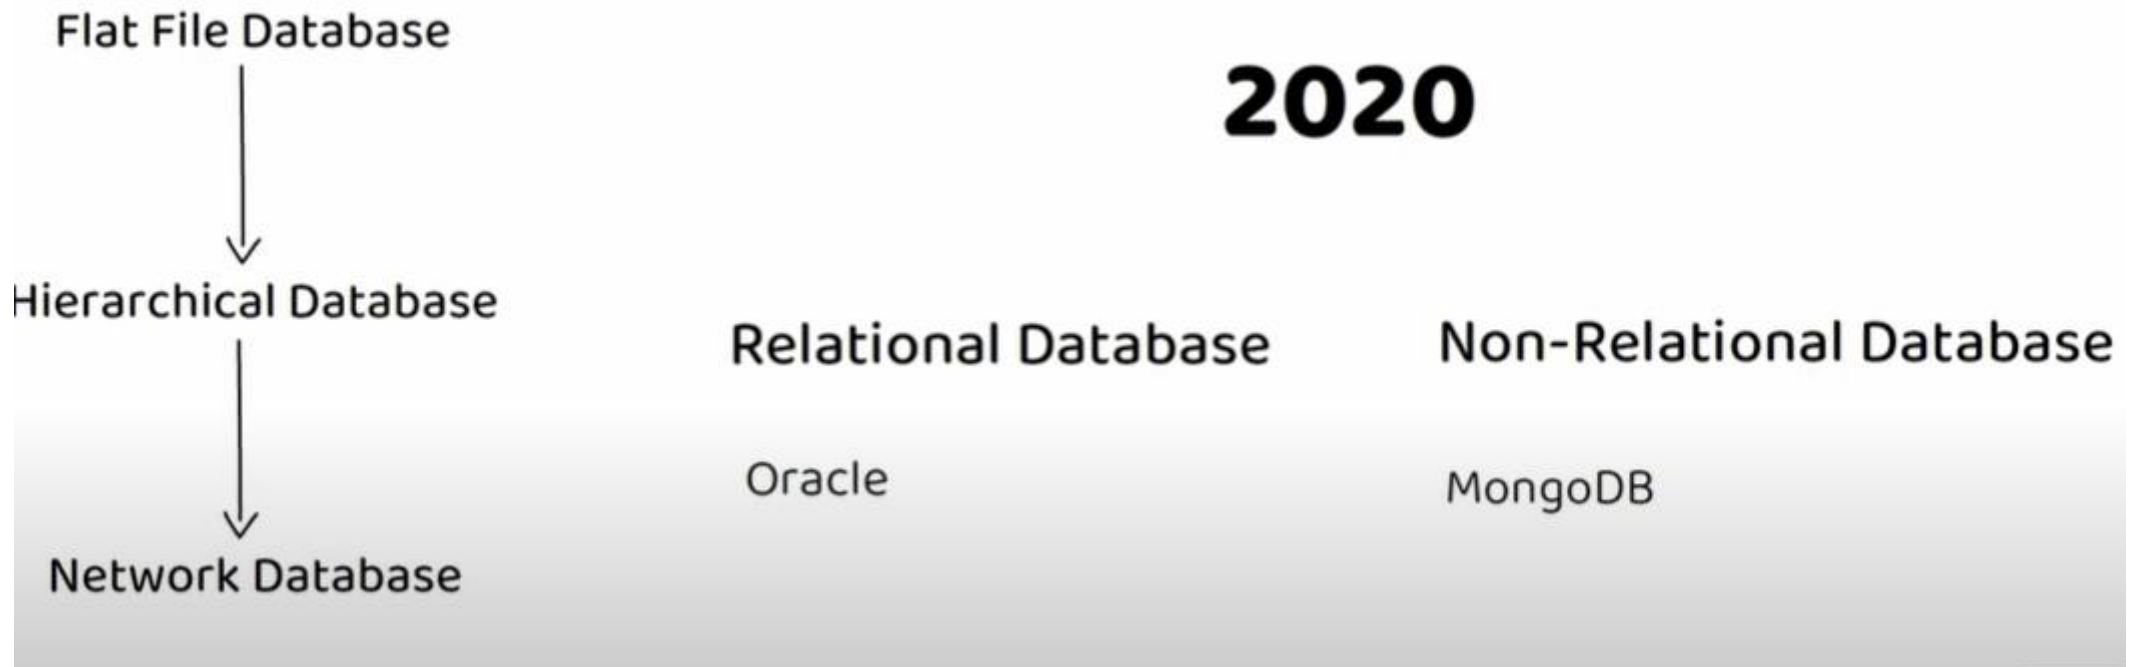 Flat File Database
Hierarchical Database
Network Database
2020
Relational Database
Oracle
Non-Relational Database
MongoDB